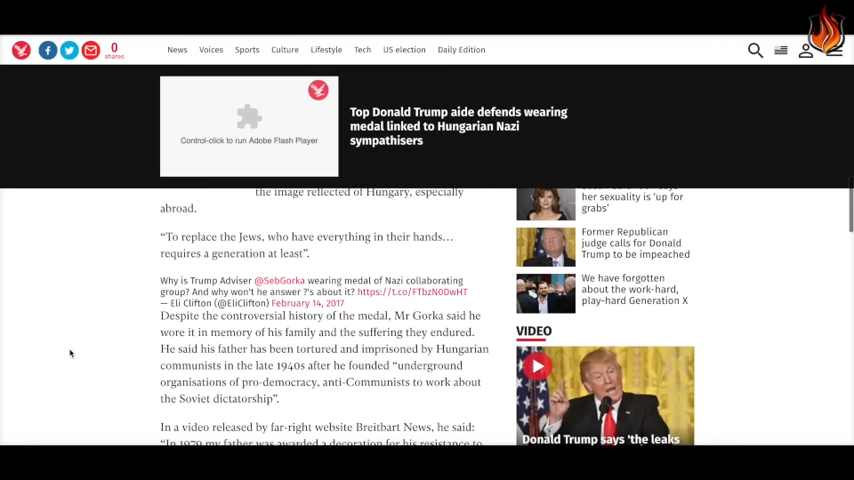 0
shares
News Voices Sports Culture Lifestyle Tech US election Daily Edition
Control-click to run Adobe Flash Player
Top Donald Trump aide defends wearing
medal linked to Hungarian Nazi
sympathisers
the image reflected of Hungary, especially
abroad.
“To replace the Jews, who have everything in their hands…
requires a generation at least”.
Why is Trump Adviser @SebGorka wearing medal of Nazi collaborating
group? And why won't he answer ?'s about it? https://t.co/FTbzN0DwHT
— Eli Clifton (@EliClifton) February 14, 2017
Despite the controversial history of the medal, Mr Gorka said he
wore it in memory of his family and the suffering they endured.
He said his father has been tortured and imprisoned by Hungarian
communists in the late 1940s after he founded “underground
organisations of pro-democracy, anti-Communists to work about
the Soviet dictatorship”.
In a video released by far-right website Breitbart News, he said:
“In 1979 my father was awarded a decoration for his resistance to
her sexuality is ‘up for
grabs’
Former Republican
judge calls for Donald
Trump to be impeached
We have forgotten
about the work-hard,
play-hard Generation X
VIDEO
Donald Trump says 'the leaks